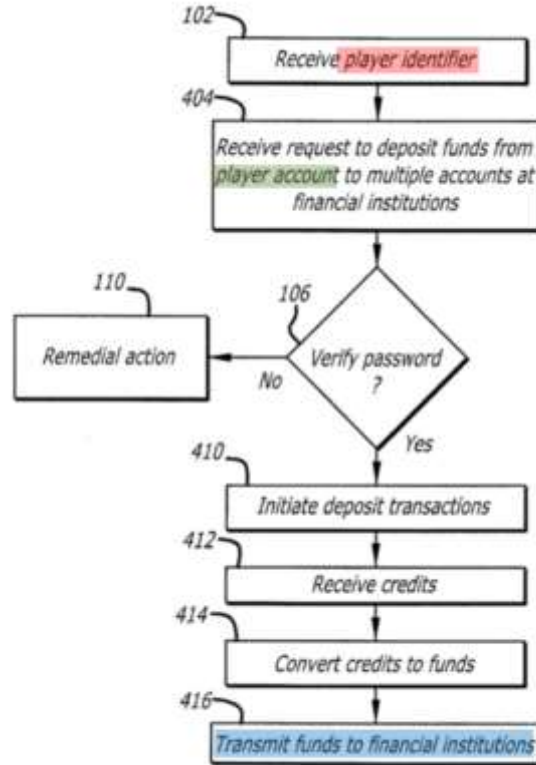 102
Receive player identifier
404
Receive request to deposit funds from
player account to multiple accounts at
financial institutions
110
106
Remedial action
Verify password
?
No
Yes
410
Initiate deposit transactions
412
Receive credits
414
Convert credits to funds
416
Transmit funds to financial institutions